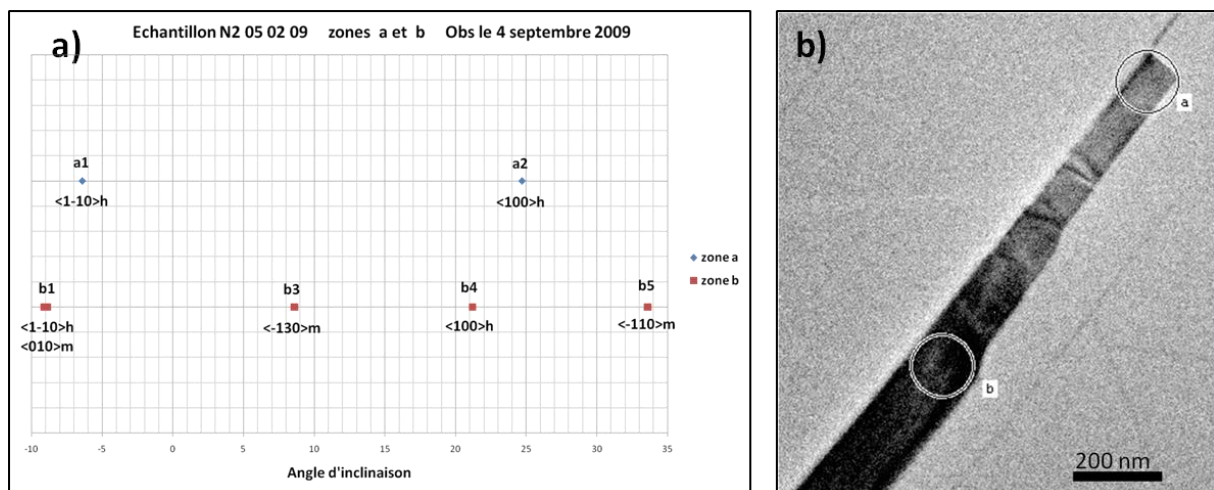 a)
Echantillon N2 05 02 09 zones a et b Obs le 4 septembre 2009
a1
a2
<1-10>h
<100>h
zone a
zone b
b1
b3
b4
b5
<1-10>h
<-130>m
<100>h
<-110>m
<010>m
-10 -5 0 5 10 15 20 25 30 35
Angle d'inclinaison
b)
a
b
200 nm